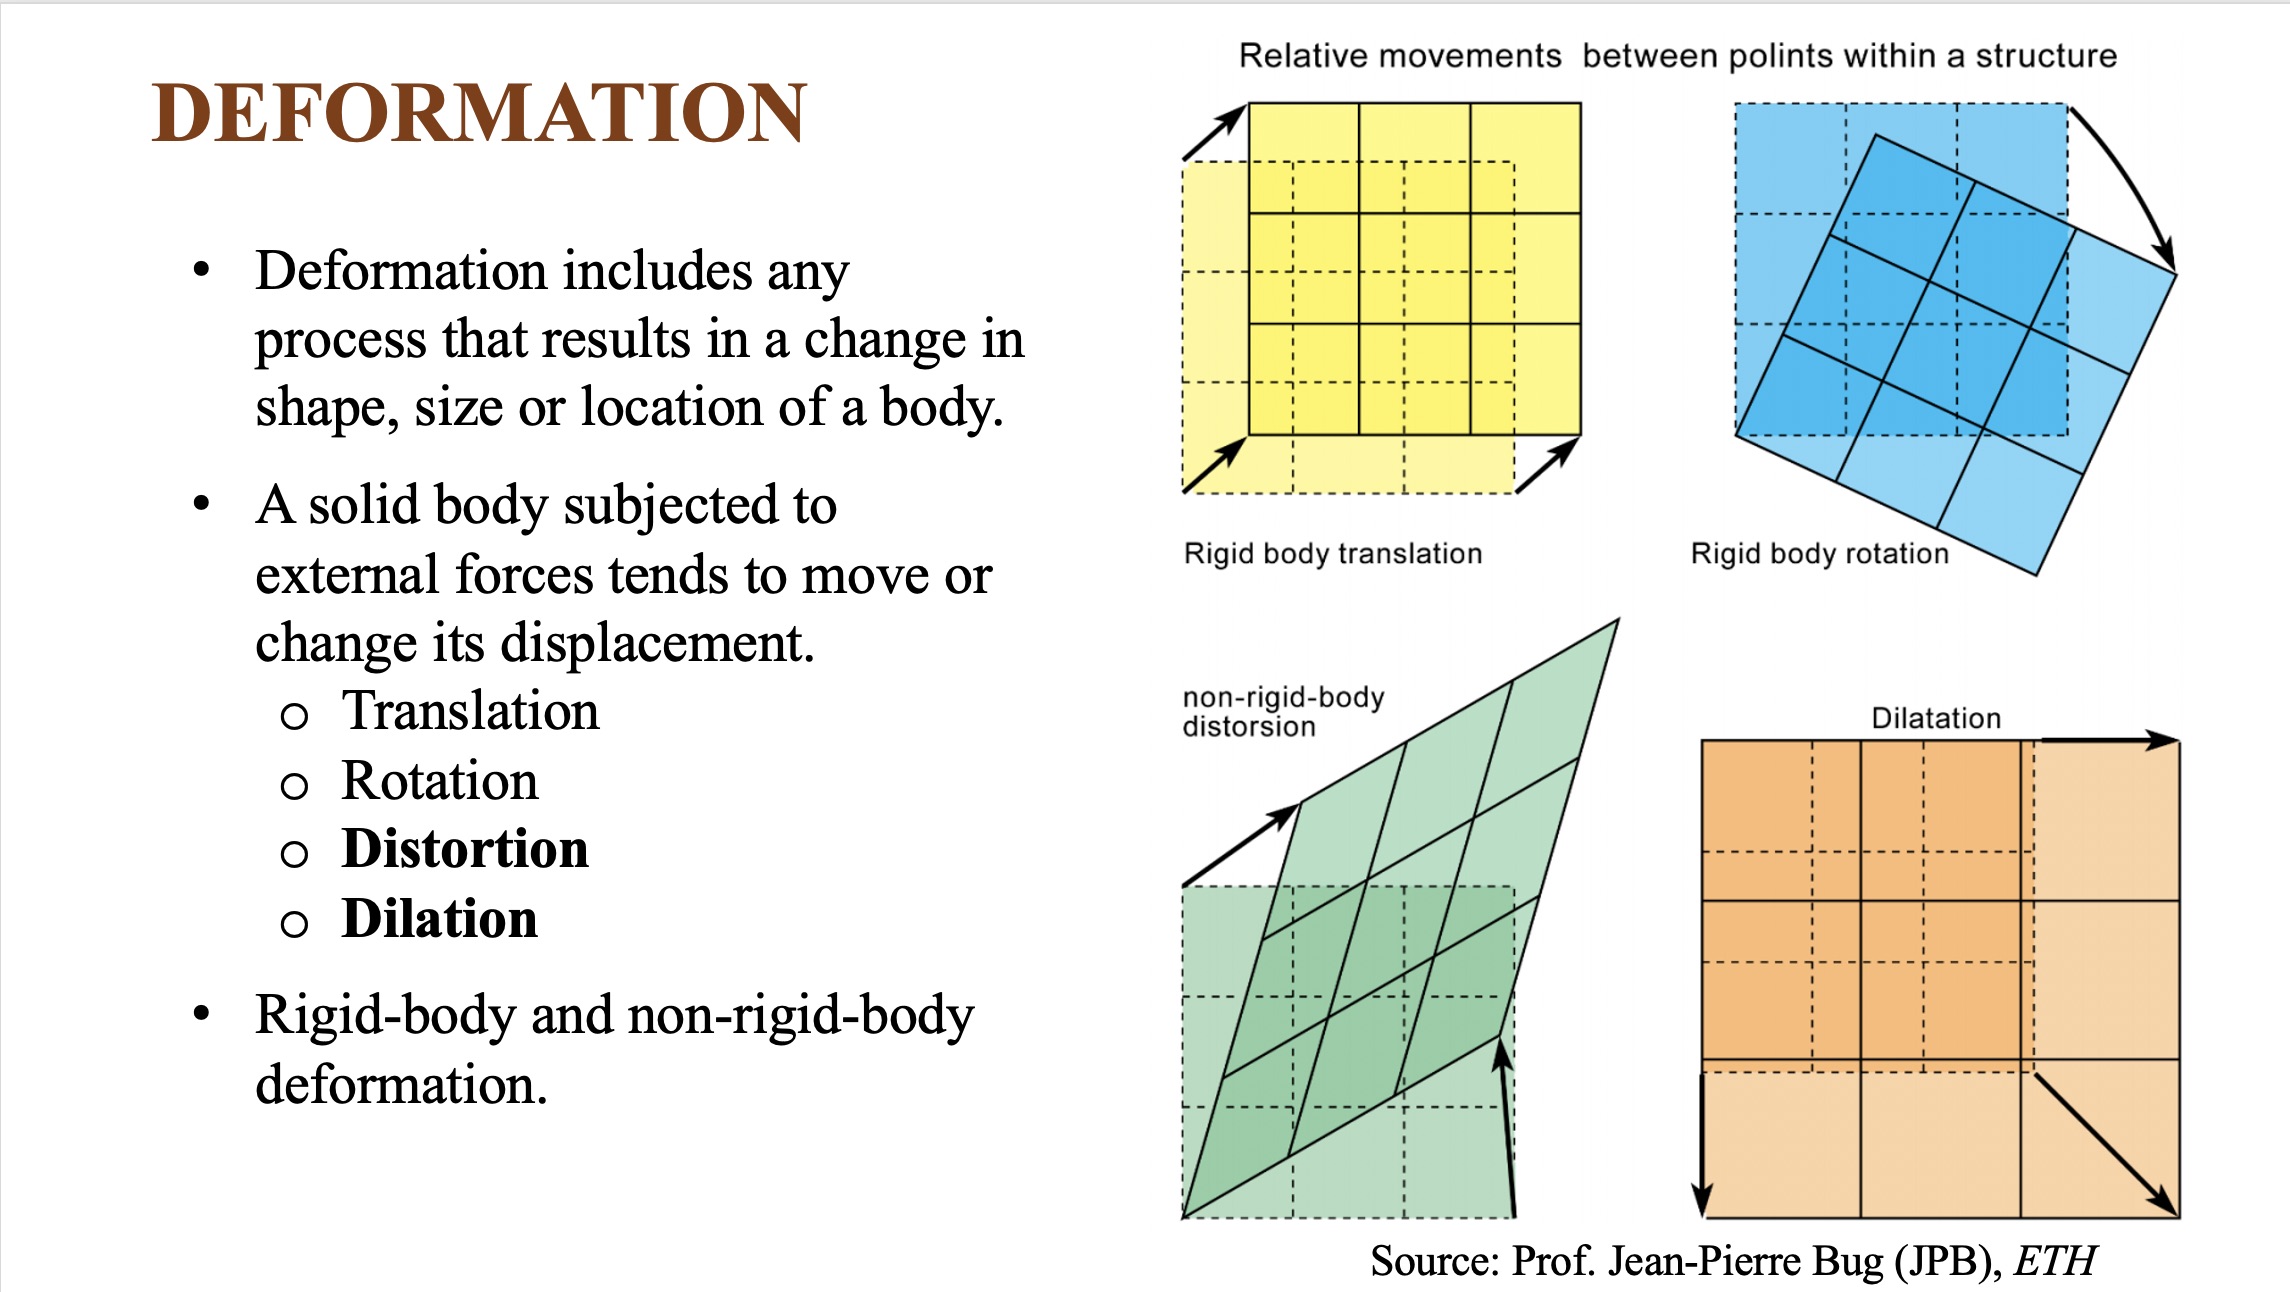 DEFORMATION
• Deformation includes any
process that results in a change in
shape, size or location of a body.
• A solid body subjected to
external forces tends to move or
change its displacement.
o Translation
o Rotation
o Distortion
o Dilation
• Rigid-body and non-rigid-body
deformation.
Relative movements between polints within a structure
Rigid body translation
Rigid body rotation
non-rigid-body
distorsion
Dilatation
Source: Prof. Jean-Pierre Bug (JPB), ETH